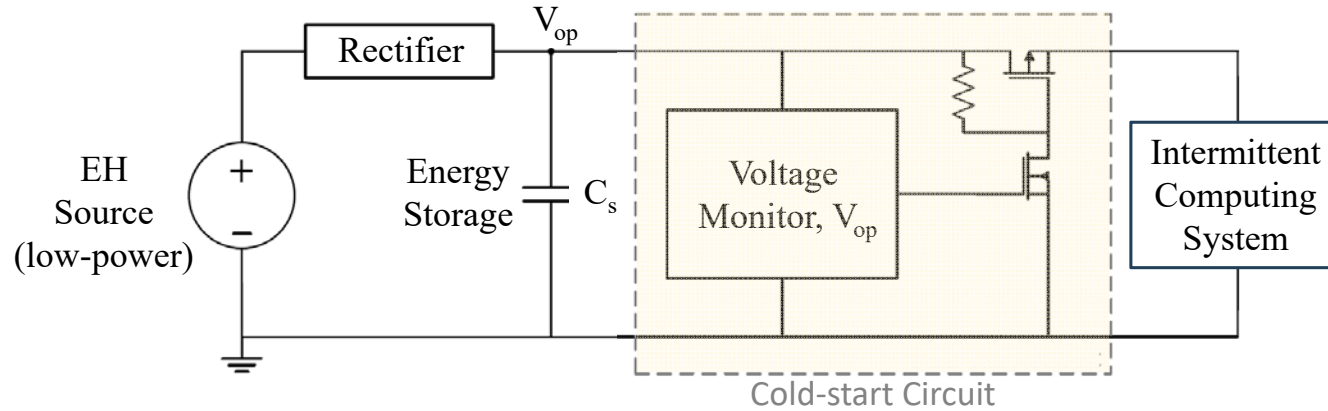 V_op
Rectifier
EH
Source
(low-power)
+
−
Energy
Storage
C_s
Voltage
Monitor, V_op
Intermittent
Computing
System
Cold-start Circuit